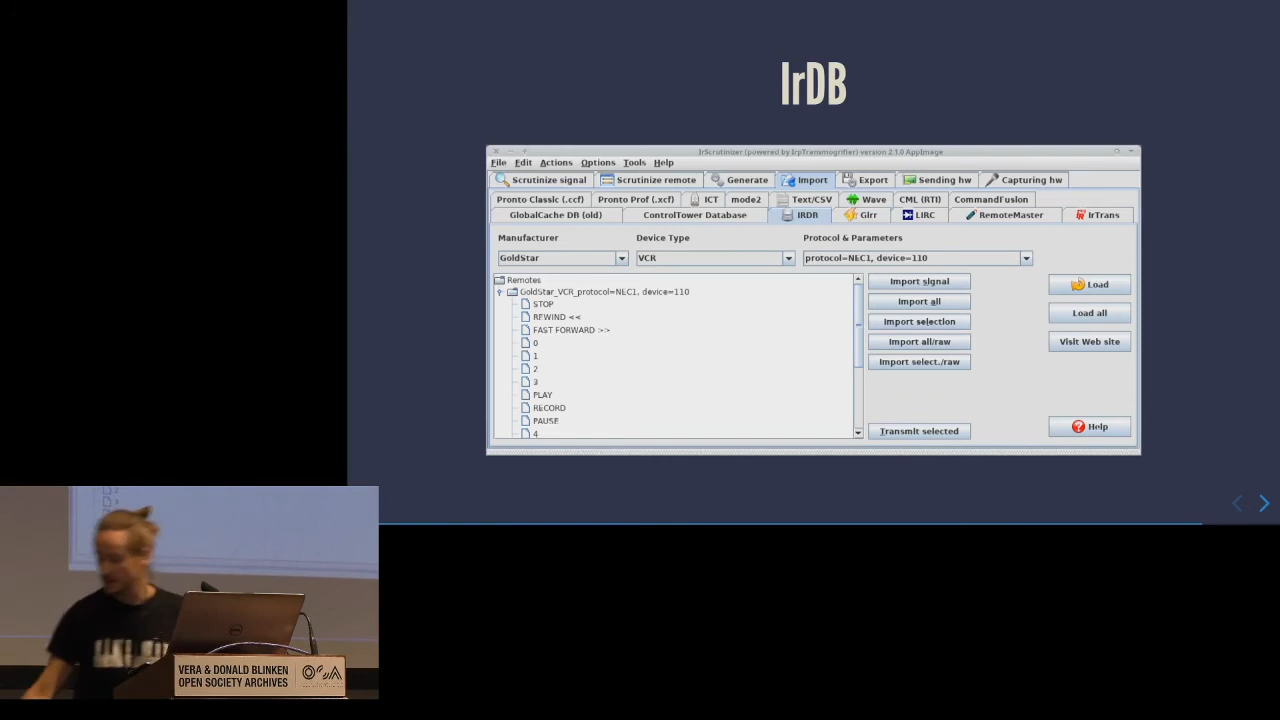 IrDB
IrScrutinizer (powered by IrpTransmogrifier) version 2.1.0 AppImage
File Edit Actions Options Tools Help
Scrutinize signal Scrutinize remote Generate Import Export Sending hw Capturing hw
Pronto Classic (.ccf) Pronto Prof (.xcf) ICT mode2 Text/CSV Wave CML (RTI) CommandFusion
GlobalCache DB (old) ControlTower Database IRDB Girr LIRC RemoteMaster IrTrans
Manufacturer Device Type Protocol & Parameters
GoldStar VCR protocol=NEC1, device=110
Remotes
GoldStar_VCR_protocol=NEC1, device=110
STOP
REWIND <<
FAST FORWARD >>
0
1
2
3
PLAY
RECORD
PAUSE
4
Import signal
Import all
Import selection
Import all/raw
Import select./raw
Transmit selected
Load
Load all
Visit Web site
Help
VERA & DONALD BLINKEN
OPEN SOCIETY ARCHIVES